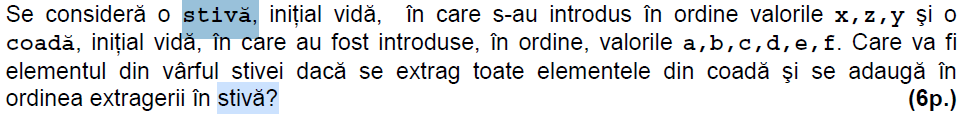 Se consideră o stivă, iniţial vidă, în care s-au introdus în ordine valorile x,z,y şi o
coadă, iniţial vidă, în care au fost introduse, în ordine, valorile a,b,c,d,e,f. Care va fi
elementul din vârful stivei dacă se extrag toate elementele din coadă şi se adaugă în
ordinea extragerii în stivă? (6p.)